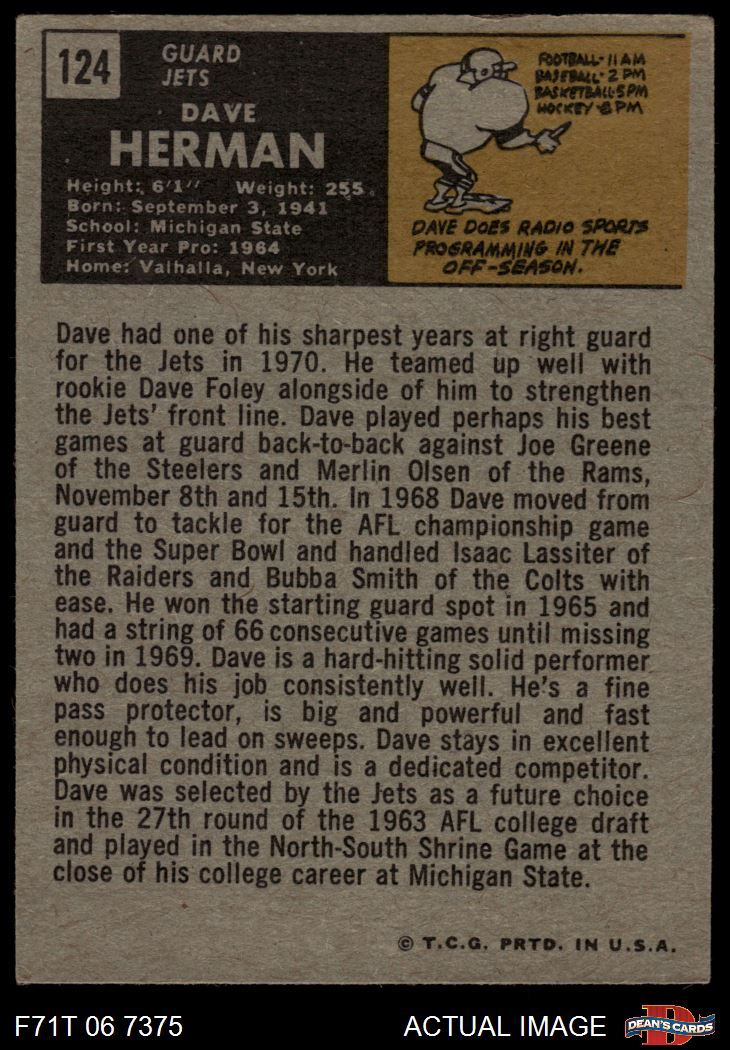 124
GUARD
JETS
DAVE
HERMAN
Height: 6'1" Weight: 255
Born: September 3, 1941
School: Michigan State
First Year Pro: 1964
Home: Valhalla, New York
FOOTBALL-11 AM
BASEBALL-2 PM
BASKETBALL-5 PM
HOCKEY-8 PM
DAVE DOES RADIO SPORTS
PROGRAMMING IN THE
OFF-SEASON.
Dave had one of his sharpest years at right guard
for the Jets in 1970. He teamed up well with
rookie Dave Foley alongside of him to strengthen
the Jets' front line. Dave played perhaps his best
games at guard back-to-back against Joe Greene
of the Steelers and Merlin Olsen of the Rams,
November 8th and 15th. In 1968 Dave moved from
guard to tackle for the AFL championship game
and the Super Bowl and handled Isaac Lassiter of
the Raiders and Bubba Smith of the Colts with
ease. He won the starting guard spot in 1965 and
had a string of 66 consecutive games until missing
two in 1969. Dave is a hard-hitting solid performer
who does his job consistently well. He's a fine
pass protector, is big and powerful and fast
enough to lead on sweeps. Dave stays in excellent
physical condition and is a dedicated competitor.
Dave was selected by the Jets as a future choice
in the 27th round of the 1963 AFL college draft
and played in the North-South Shrine Game at the
close of his college career at Michigan State.
© T.C.G. PRTD. IN U.S.A.
F71T 06 7375 ACTUAL IMAGE D DEAN'S CARDS